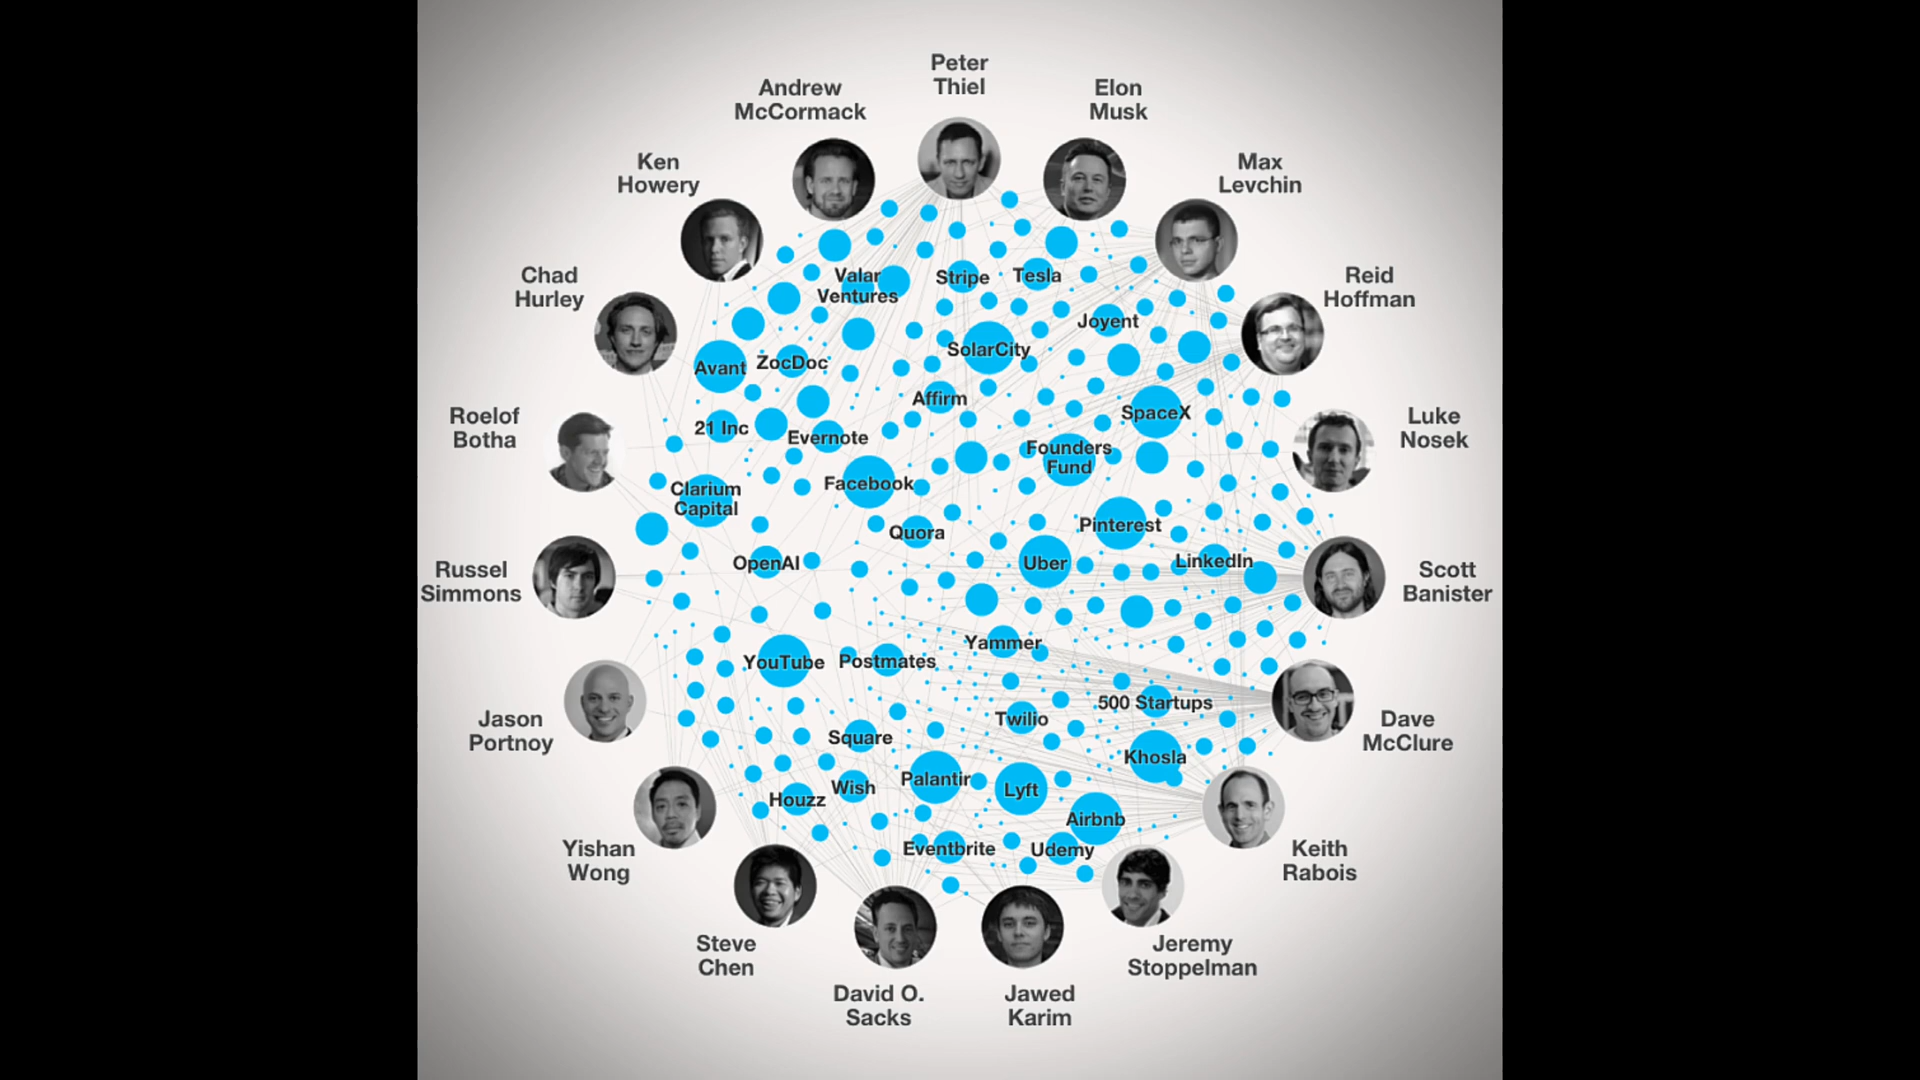 Peter
Thiel
Elon
Musk
Andrew
McCormack
Max
Levchin
Ken
Howery
Reid
Hoffman
Chad
Hurley
Luke
Nosek
Roelof
Botha
Scott
Banister
Russel
Simmons
Dave
McClure
Jason
Portnoy
Keith
Rabois
Yishan
Wong
Jeremy
Stoppelman
Steve
Chen
David O.
Sacks
Jawed
Karim
Valar
Ventures
Stripe
Tesla
Joyent
SolarCity
Avant
ZocDoc
Affirm
SpaceX
21 Inc
Evernote
Founders
Fund
Facebook
Clarium
Capital
Pinterest
Quora
OpenAI
Uber
LinkedIn
Yammer
YouTube
Postmates
500 Startups
Twilio
Square
Khosla
Palantir
Wish
Lyft
Houzz
Airbnb
Eventbrite
Udemy